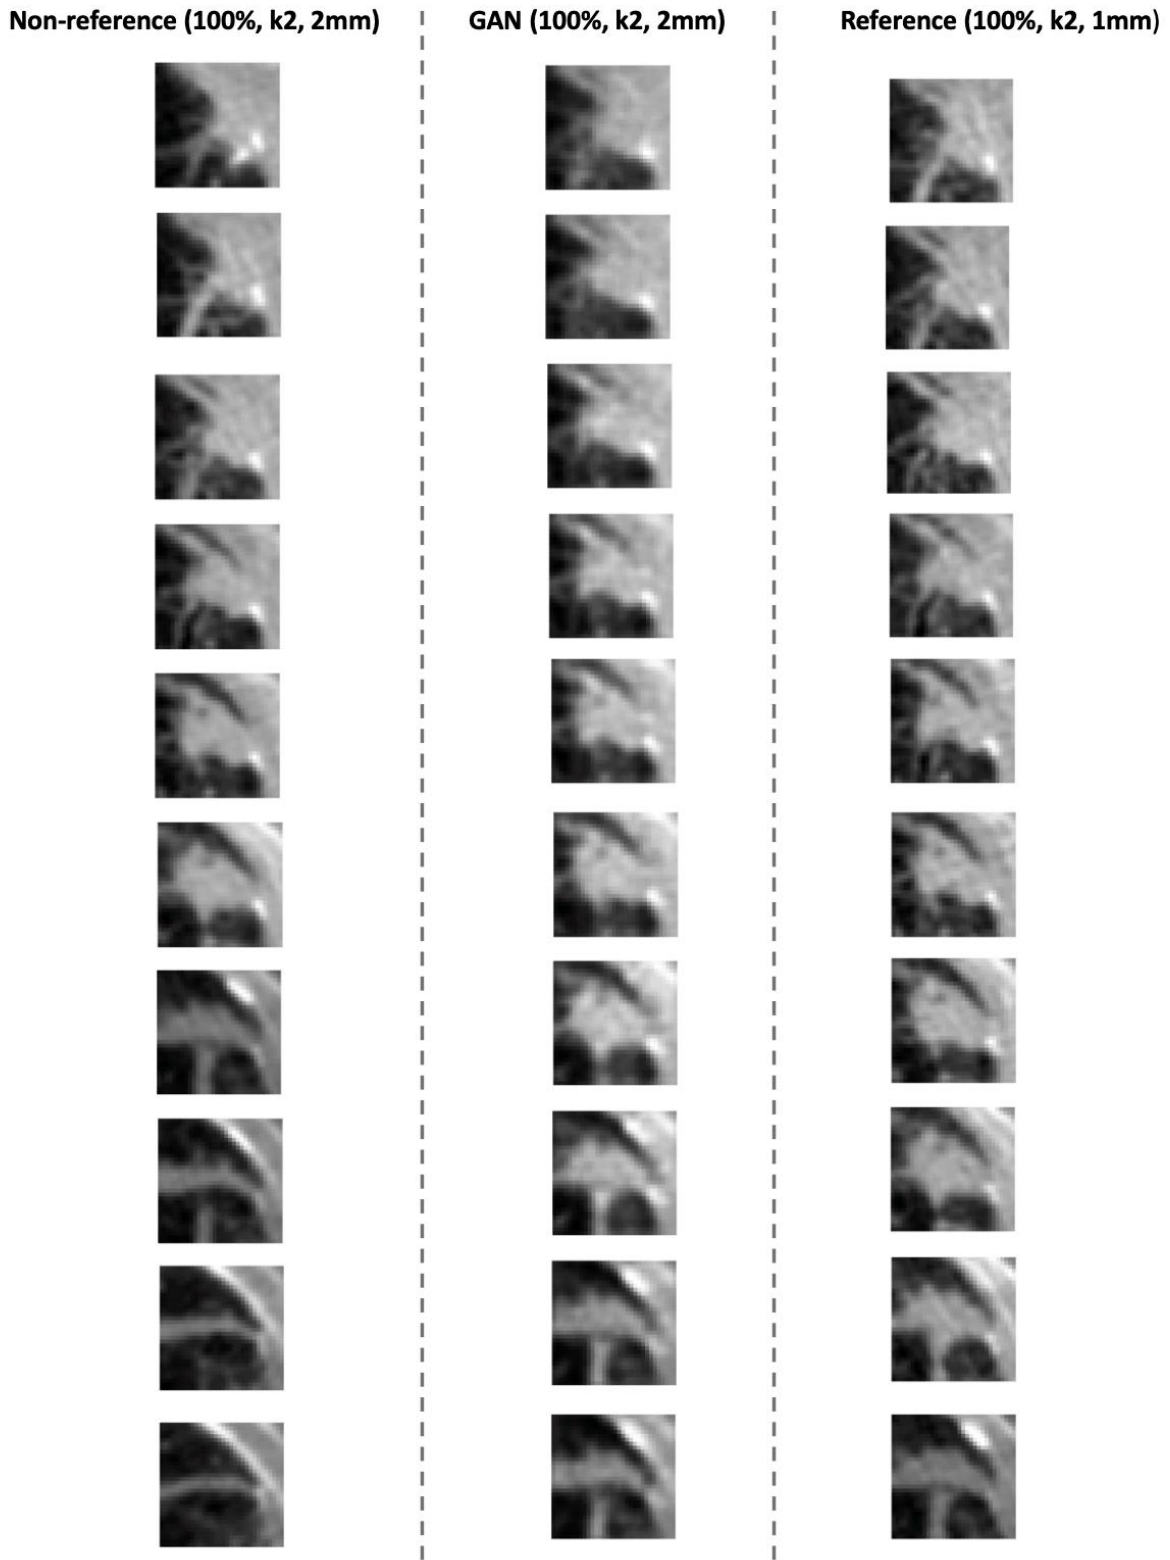 Non-reference (100%, k2, 2mm)
GAN (100%, k2, 2mm)
Reference (100%, k2, 1mm)